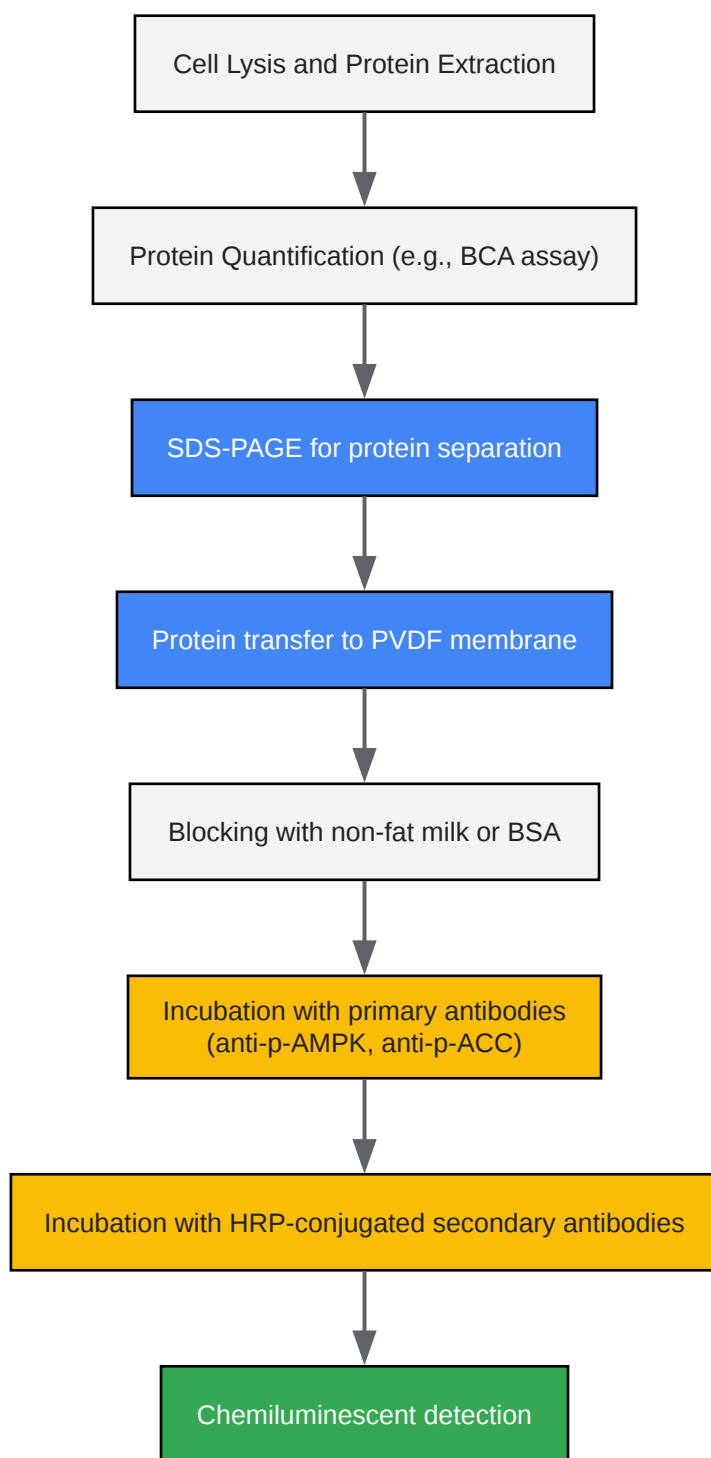 Cell Lysis and Protein Extraction
Protein Quantification (e.g., BCA assay)
SDS-PAGE for protein separation
Protein transfer to PVDF membrane
Blocking with non-fat milk or BSA
Incubation with primary antibodies
(anti-p-AMPK, anti-p-ACC)
Incubation with HRP-conjugated secondary antibodies
Chemiluminescent detection